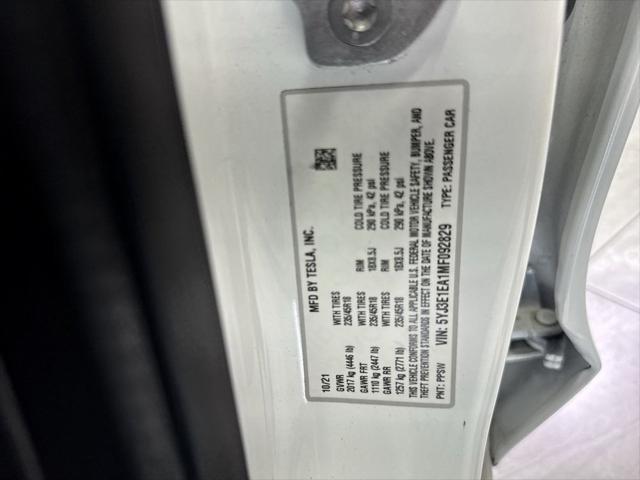 MFD BY TESLA, INC.
10/21
GVWR WITH TIRES RIM COLD TIRE PRESSURE
2017 kg (4446 lb) 235/45R18
GAWR FRT WITH TIRES RIM COLD TIRE PRESSURE
1110 kg (2447 lb) 235/45R18 18X8.5J 290 kPa, 42 psi
GAWR RR WITH TIRES RIM COLD TIRE PRESSURE
1257 kg (2771 lb) 235/45R18 18X8.5J 290 kPa, 42 psi
THIS VEHICLE CONFORMS TO ALL APPLICABLE U.S. FEDERAL MOTOR VEHICLE SAFETY, BUMPER, AND
THEFT PREVENTION STANDARDS IN EFFECT ON THE DATE OF MANUFACTURE SHOWN ABOVE.
PNT: PPSW VIN: 5YJ3E1EA1MF092829 TYPE: PASSENGER CAR